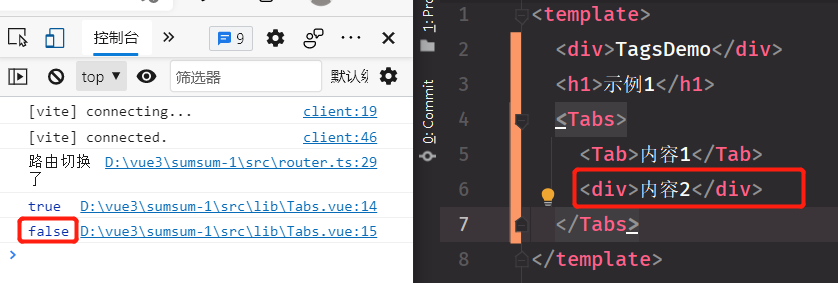 控制台
9
top
筛选器
默认级
[vite] connecting... client:19
[vite] connected. client:46
路由切换 D:\vue3\sumsum-1\src\router.ts:29
了
true D:\vue3\sumsum-1\src\lib\Tabs.vue:14
false D:\vue3\sumsum-1\src\lib\Tabs.vue:15
1: Pro
0: Commit
1 <template>
2 <div>TagsDemo</div>
3 <h1>示例1</h1>
4 <Tabs>
5 <Tab>内容1</Tab>
6 <div>内容2</div>
7 </Tabs>
8 </template>